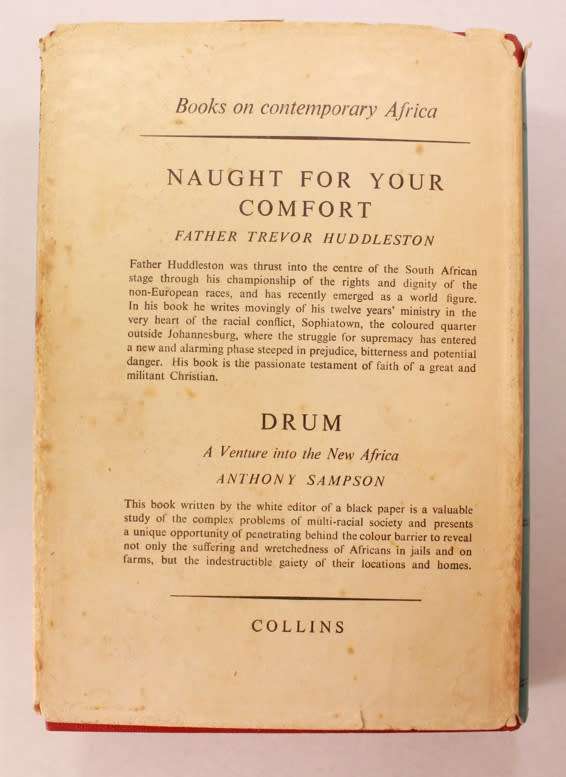 Books on contemporary Africa
NAUGHT FOR YOUR
COMFORT
FATHER TREVOR HUDDLESTON
Father Huddleston was thrust into the centre of the South African
stage through his championship of the rights and dignity of the
non-European races, and has recently emerged as a world figure.
In his book he writes movingly of his twelve years' ministry in the
very heart of the racial conflict, Sophiatown, the coloured quarter
outside Johannesburg, where the struggle for supremacy has entered
a new and alarming phase steeped in prejudice, bitterness and potential
danger. His book is the passionate testament of faith of a great and
militant Christian.
DRUM
A Venture into the New Africa
ANTHONY SAMPSON
This book written by the white editor of a black paper is a valuable
study of the complex problems of multi-racial society and presents
a unique opportunity of penetrating behind the colour barrier to reveal
not only the suffering and wretchedness of Africans in jails and on
farms, but the indestructible gaiety of their locations and homes.
COLLINS